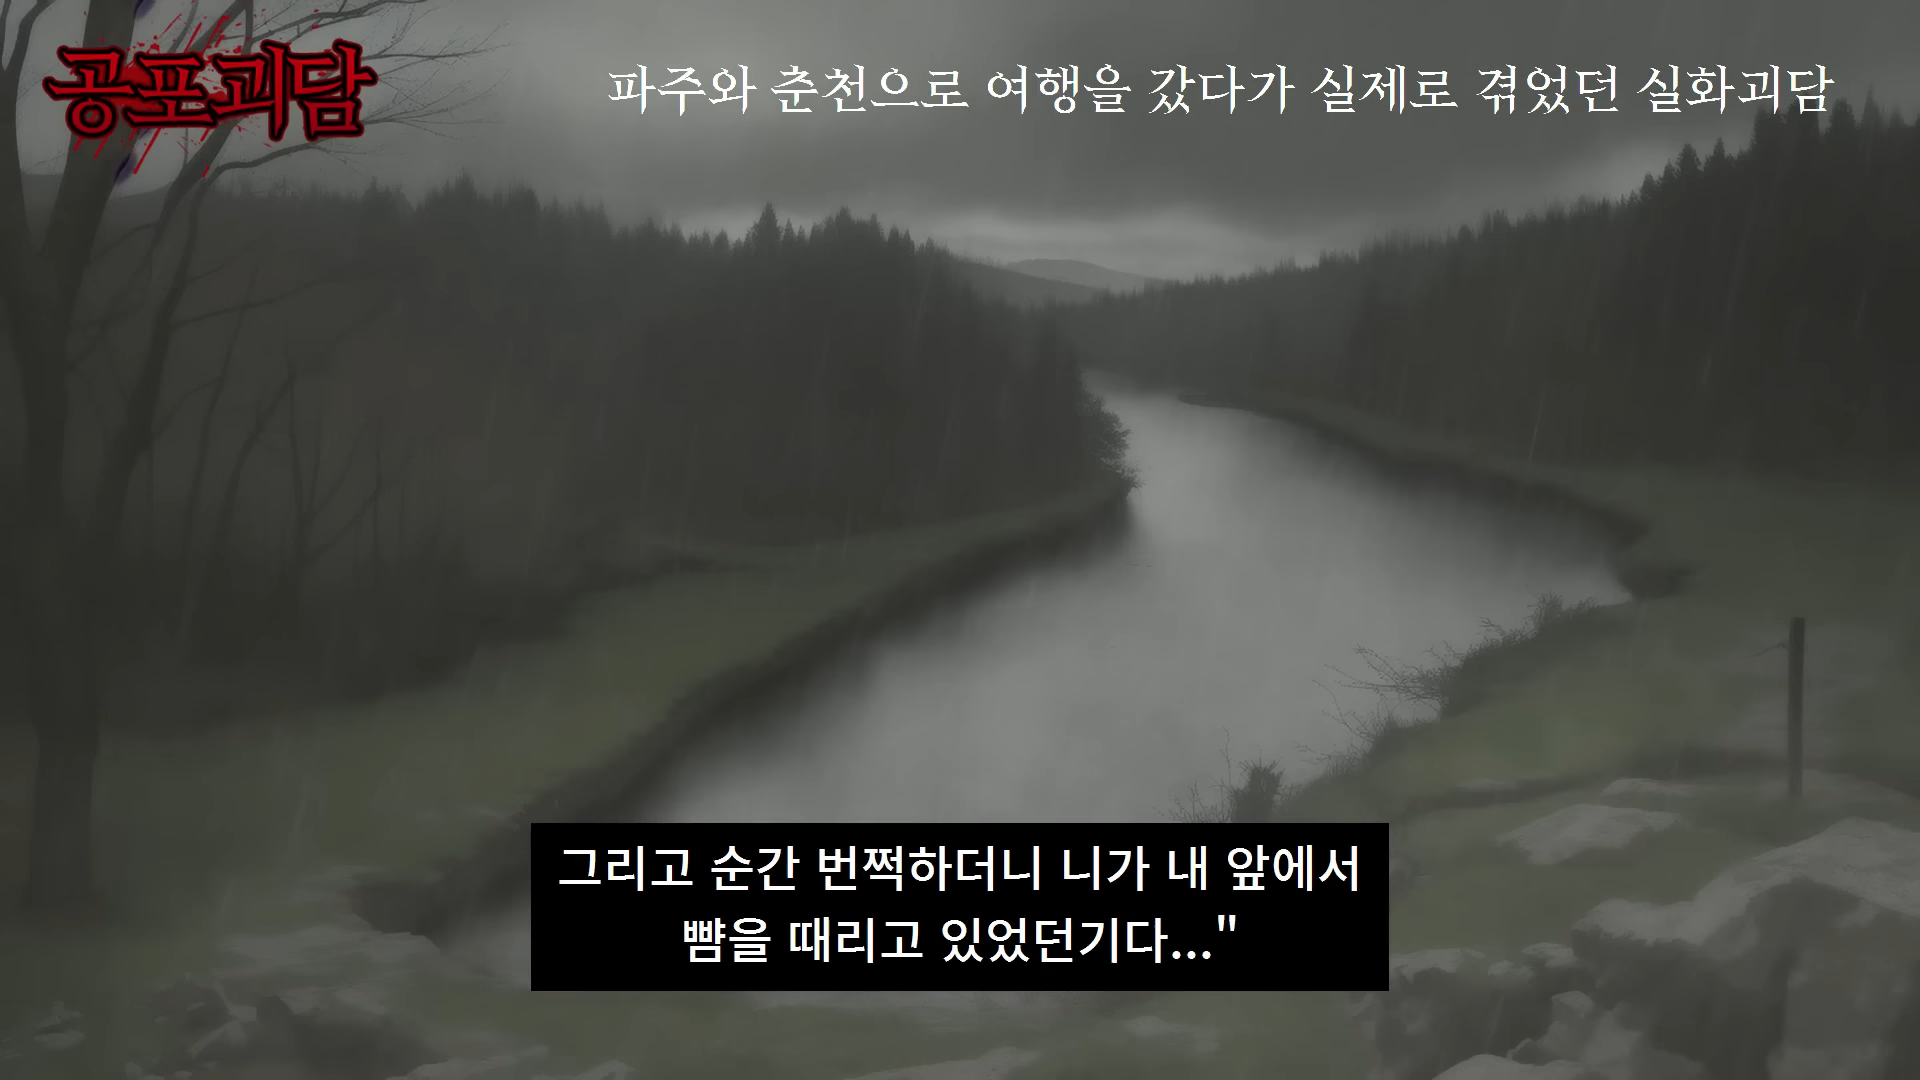 공포괴담
파주와 춘천으로 여행을 갔다가 실제로 겪었던 실화괴담
그리고 순간 번쩍하더니 니가 내 앞에서
뺨을 때리고 있었던기다..."